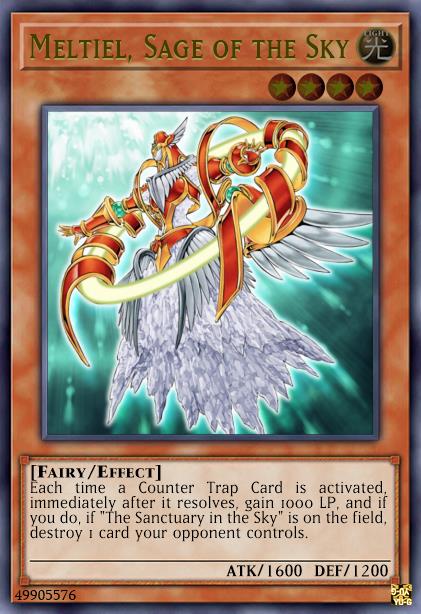 Meltiel, Sage of the Sky
LIGHT
光
[Fairy/Effect]
Each time a Counter Trap Card is activated,
immediately after it resolves, gain 1000 LP, and if
you do, if "The Sanctuary in the Sky" is on the field,
destroy 1 card your opponent controls.
ATK/1600 DEF/1200
49905576